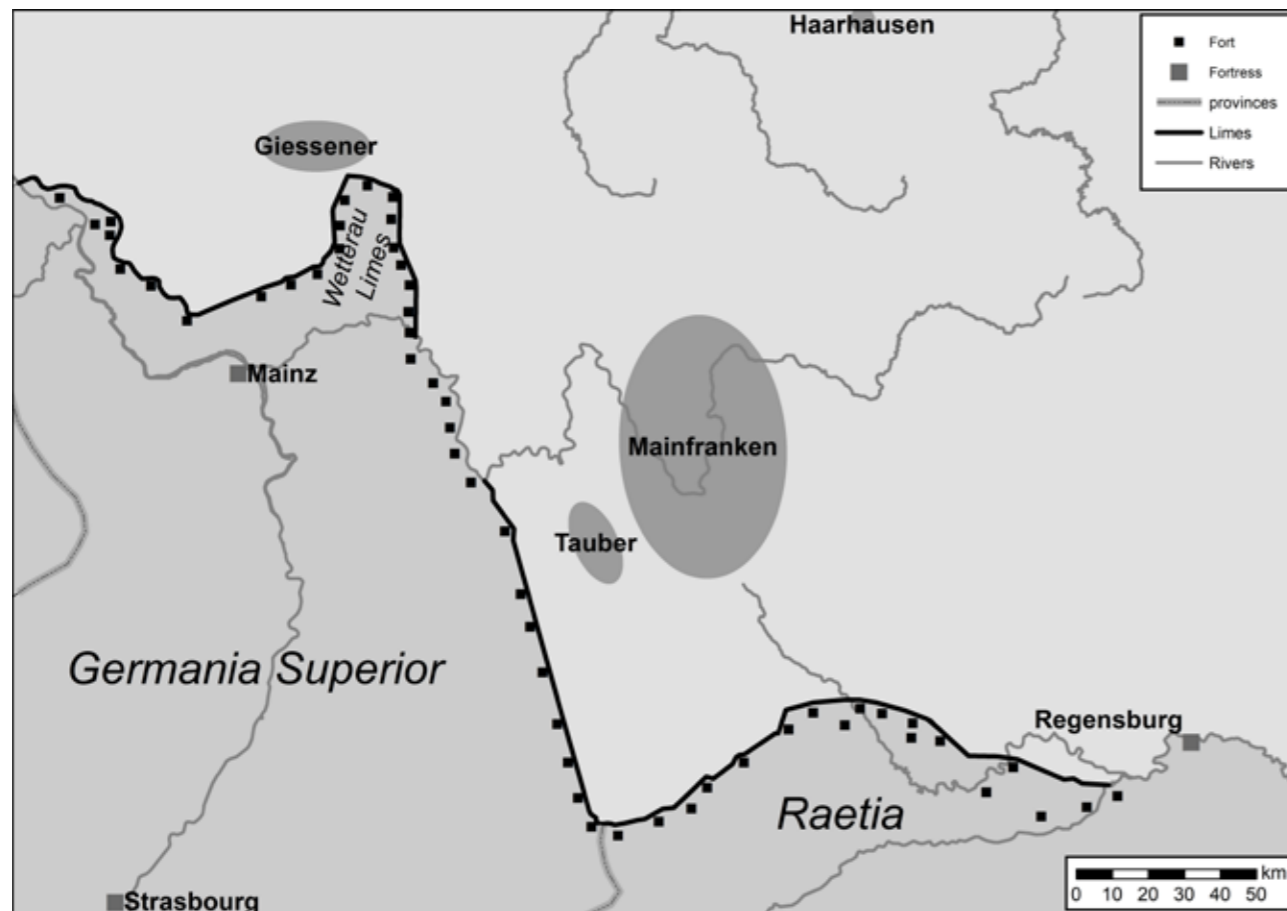 Haarhausen
Fort
Fortress
provinces
Limes
Rivers
Giessener
Wetterau
Limes
Mainz
Mainfranken
Tauber
Germania Superior
Regensburg
Raetia
Strasbourg
km
0 10 20 30 40 50